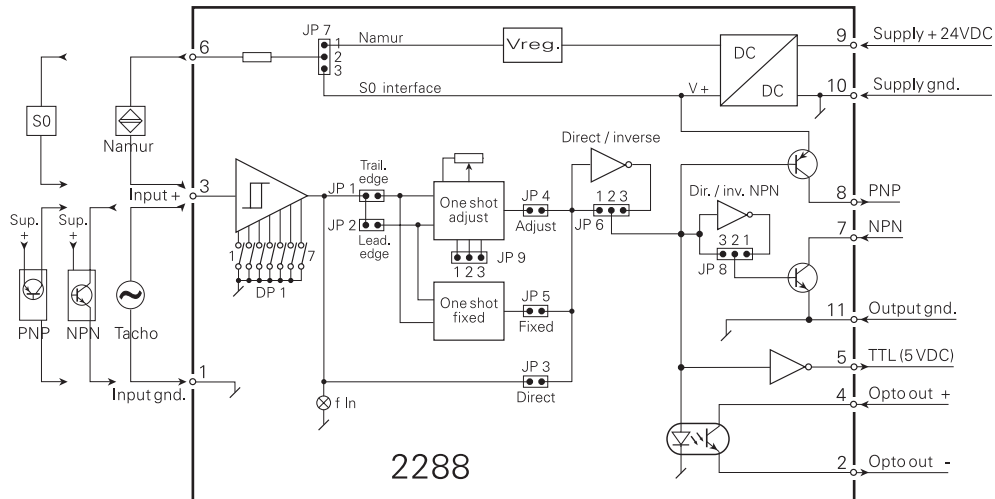 JP 7
6
1
2
3
Namur
Vreg.
DC
DC
9
Supply + 24VDC
10
Supply gnd.
S0 interface
V +
S0
Namur
Input +
3
Direct / inverse
Trail.
edge
JP 1
JP 2
Lead.
edge
One shot
adjust
JP 4
Adjust
1 2 3
JP 6
Dir. / inv. NPN
3 2 1
JP 8
8
PNP
7
NPN
Sup.
+
Sup.
+
1
7
DP 1
1 2 3
JP 9
One shot
fixed
JP 5
Fixed
PNP
NPN
Tacho
11
Output gnd.
JP 3
Direct
5
TTL (5 VDC)
1
Input gnd.
f In
4
Opto out +
2288
2
Opto out -